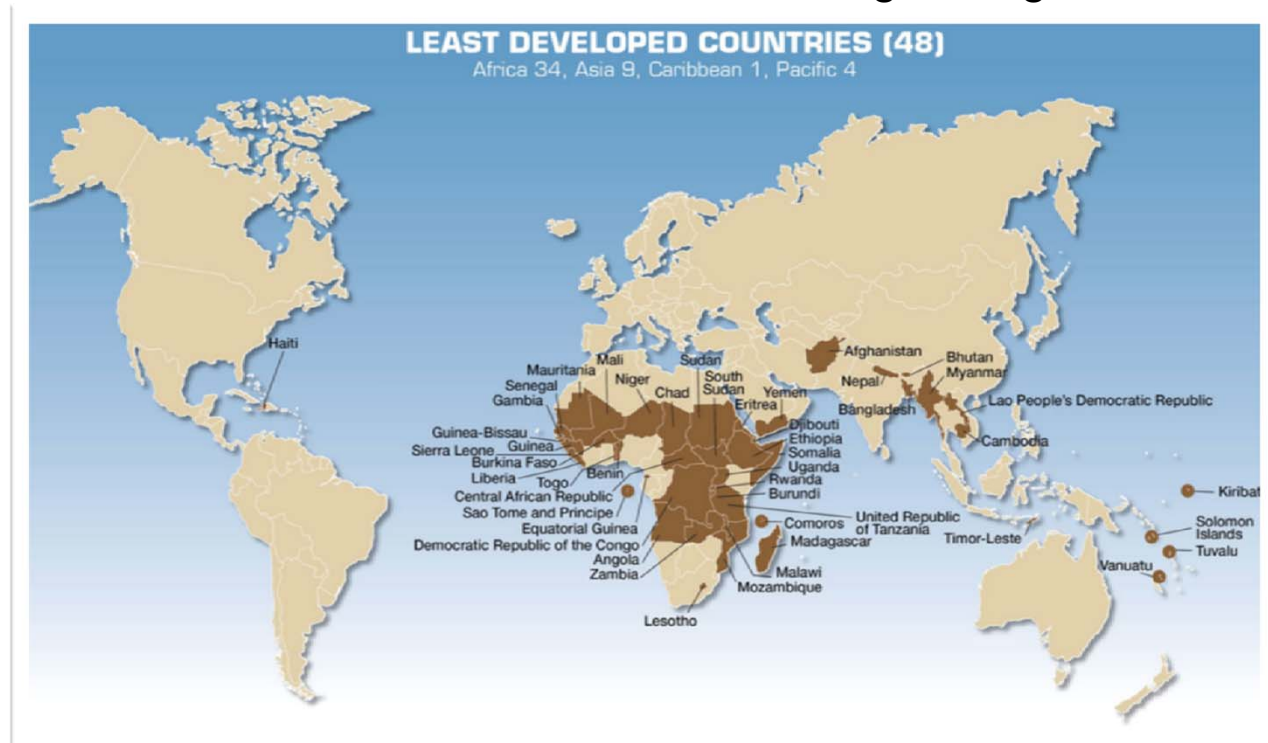 LEAST DEVELOPED COUNTRIES (48)
Africa 34, Asia 9, Caribbean 1, Pacific 4
Haiti
Mauritania
Mali
Senegal
Gambia
Niger
Chad
Sudan
South
Sudan
Eritrea
Yemen
Afghanistan
Bhutan
Nepal
Myanmar
Bangladesh
Lao People's Democratic Republic
Cambodia
Guinea-Bissau
Guinea
Sierra Leone
Burkina Faso
Liberia
Togo
Benin
Central African Republic
Sao Tome and Principe
Equatorial Guinea
Democratic Republic of the Congo
Angola
Zambia
Lesotho
Djibouti
Ethiopia
Somalia
Uganda
Rwanda
Burundi
United Republic
of Tanzania
Comoros
Madagascar
Malawi
Mozambique
Timor-Leste
Kiribat
Solomon
Islands
Tuvalu
Vanuatu